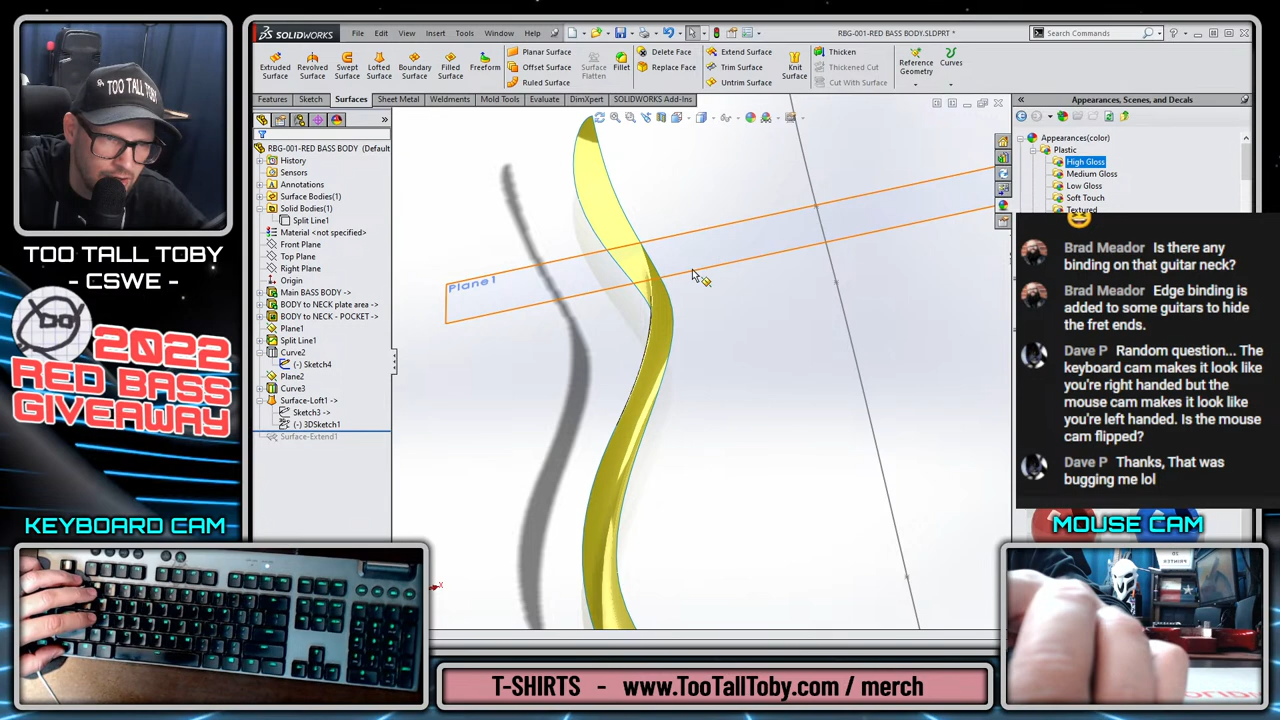 SOLIDWORKS File Edit View Insert Tools Window Help RBG-001-RED BASS BODY.SLDPRT * Search Commands
Extruded Surface Revolved Surface Swept Surface Lofted Surface Boundary Surface Filled Surface Freeform
Planar Surface
Offset Surface
Ruled Surface
Surface Flatten Fillet
Delete Face
Replace Face
Extend Surface
Trim Surface
Untrim Surface
Knit Surface
Thicken
Thickened Cut
Cut With Surface
Reference Geometry Curves
Features Sketch Surfaces Sheet Metal Weldments Mold Tools Evaluate DimXpert SOLIDWORKS Add-Ins
RBG-001-RED BASS BODY (Default
History
Sensors
Annotations
Surface Bodies(1)
Solid Bodies(1)
Split Line1
Material <not specified>
Front Plane
Top Plane
Right Plane
Origin
Main BASS BODY ->
BODY to NECK plate area ->
BODY to NECK - POCKET ->
Plane1
Split Line1
Curve2
(-) Sketch4
Plane2
Curve3
Surface-Loft1 ->
Sketch3 ->
(-) 3DSketch1
Surface-Extend1
Plane1
X
Appearances, Scenes, and Decals
Appearances(color)
Plastic
High Gloss
Medium Gloss
Low Gloss
Soft Touch
Textured
Brad Meador Is there any
binding on that guitar neck?
Brad Meador Edge binding is
added to some guitars to hide
the fret ends.
Dave P Random question... The
keyboard cam makes it look like
you're right handed but the
mouse cam makes it look like
you're left handed. Is the mouse
cam flipped?
Dave P Thanks, That was
bugging me lol
TOO TALL TOBY
TOO TALL TOBY
- CSWE -
2022
RED BASS
GIVEAWAY
KEYBOARD CAM
MOUSE CAM
T-SHIRTS - www.TooTallToby.com / merch